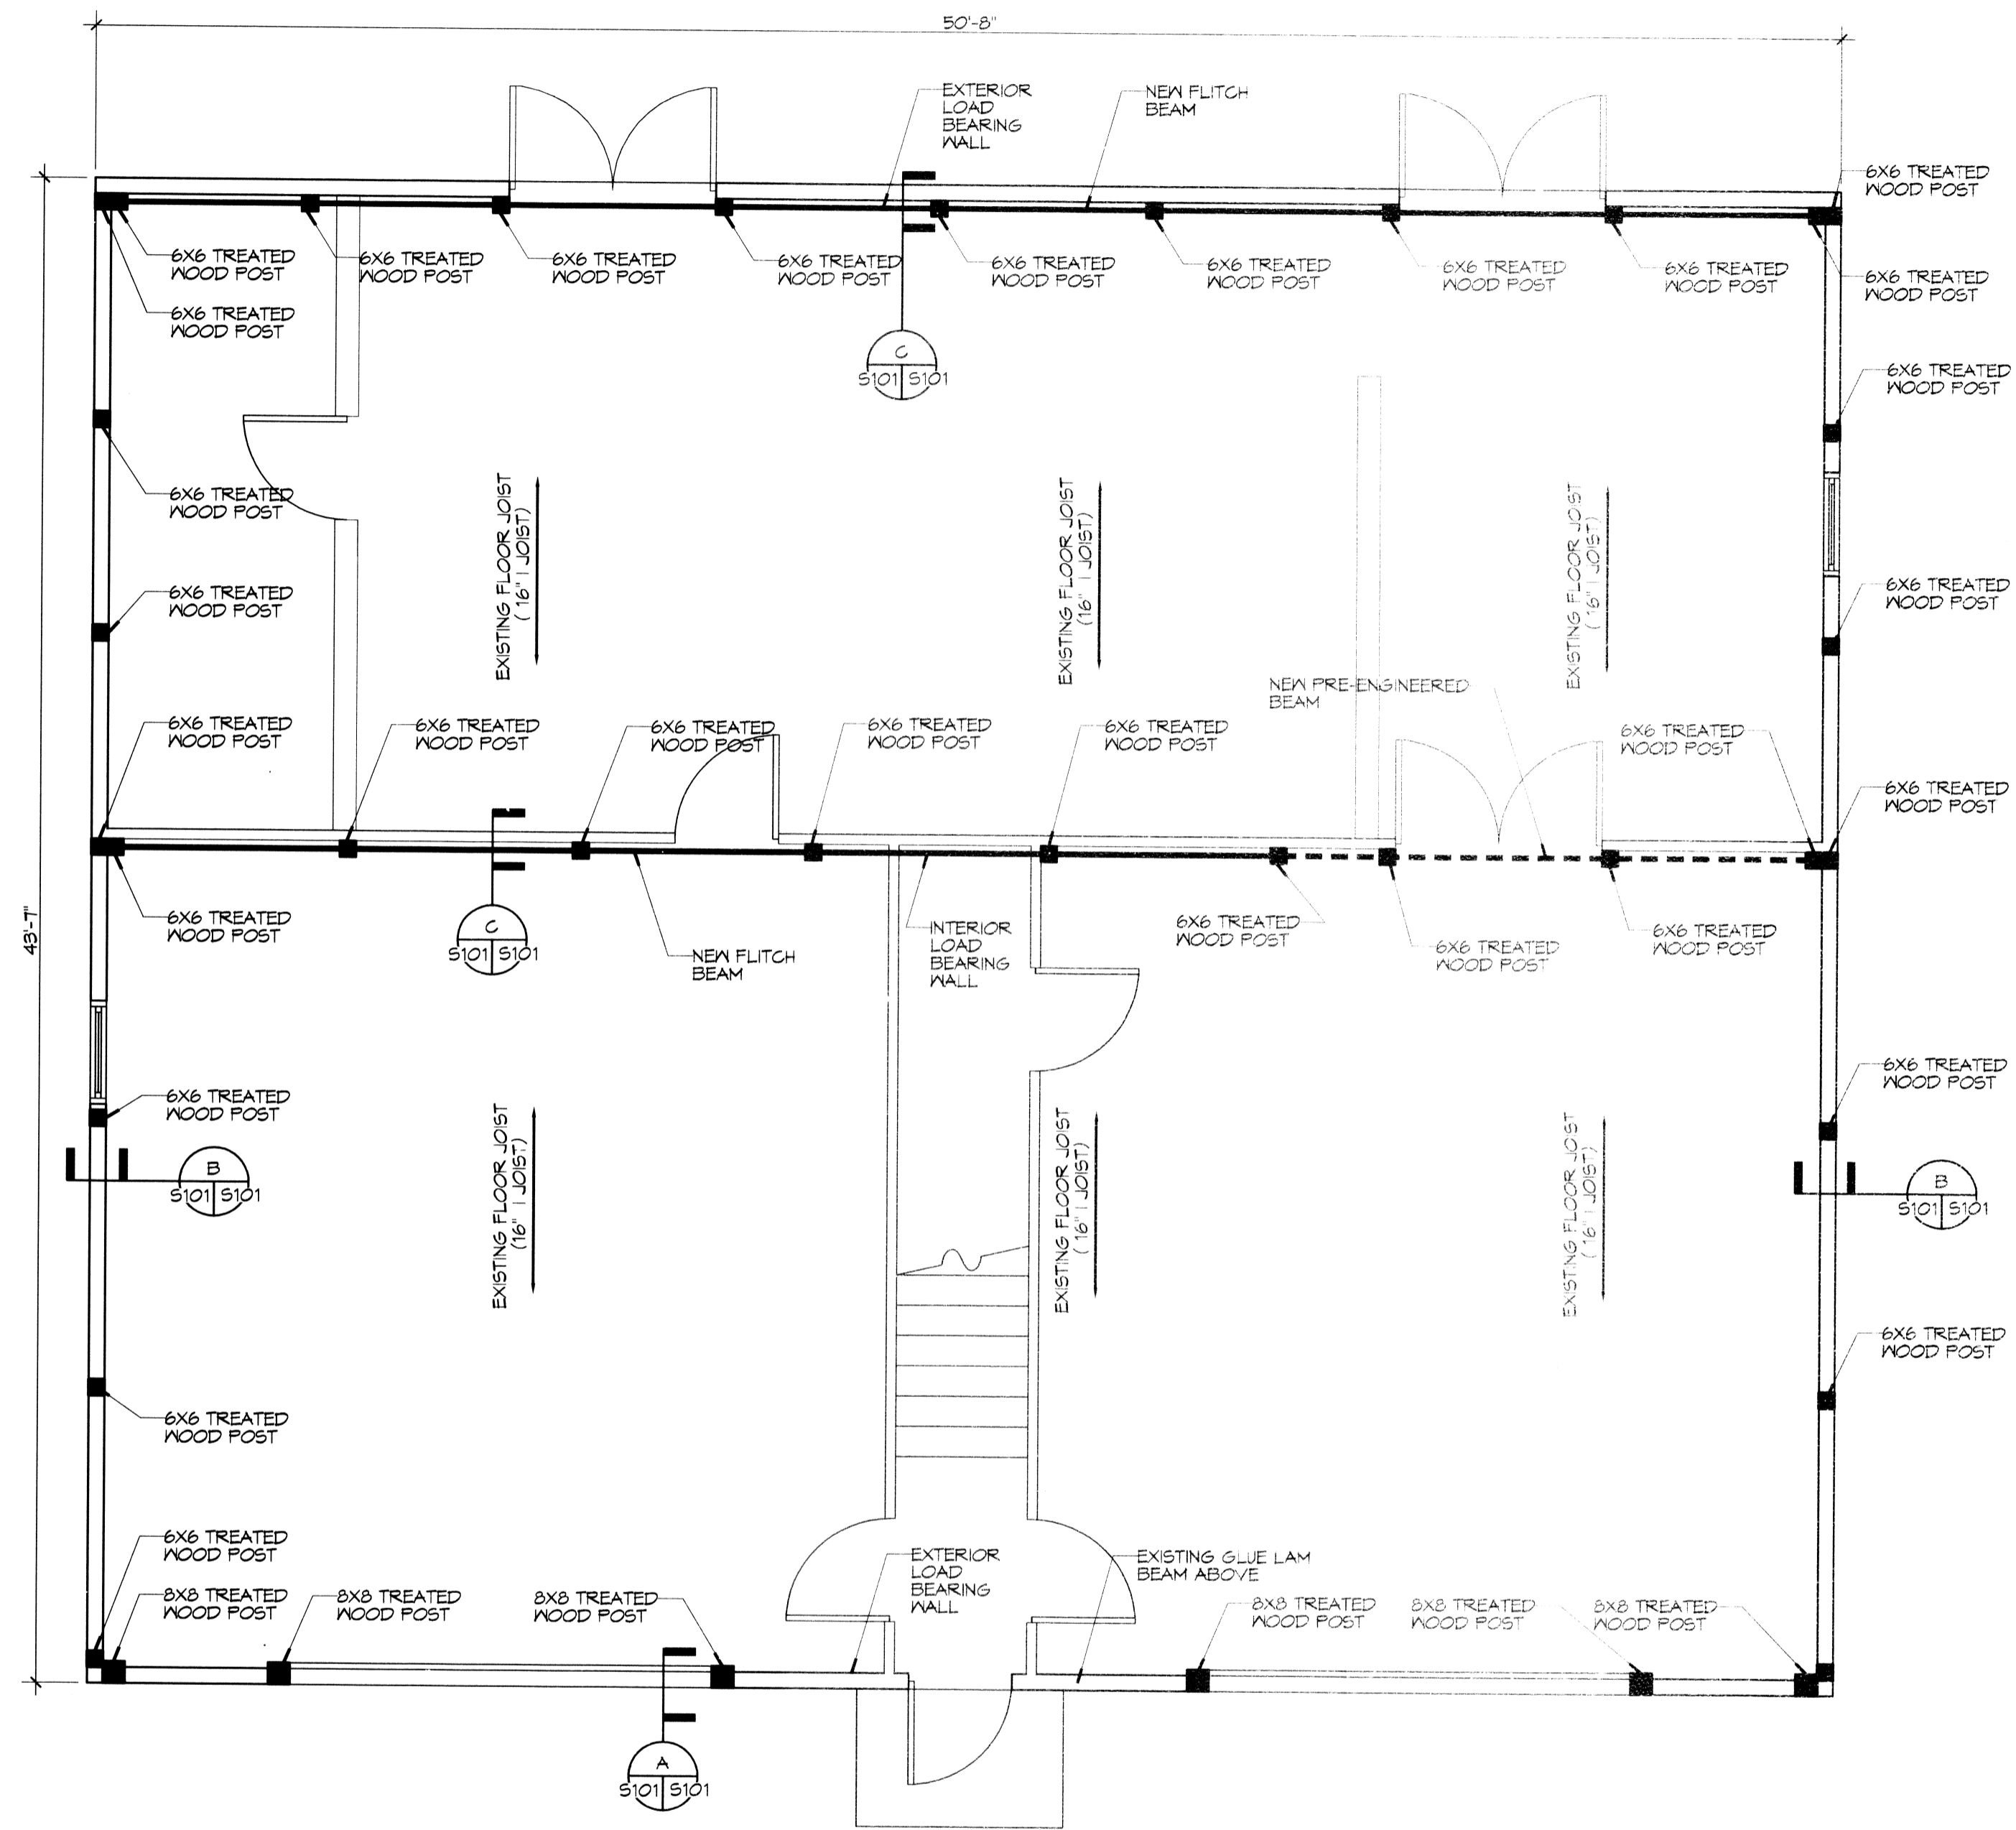 50'-8"
EXTERIOR
LOAD
BEARING
WALL
NEW FLITCH
BEAM
6X6 TREATED
WOOD POST
6X6 TREATED
WOOD POST
6X6 TREATED
WOOD POST
6X6 TREATED
WOOD POST
6X6 TREATED
WOOD POST
6X6 TREATED
WOOD POST
6X6 TREATED
WOOD POST
6X6 TREATED
WOOD POST
6X6 TREATED
WOOD POST
6X6 TREATED
WOOD POST
6X6 TREATED
WOOD POST
C
S101 S101
6X6 TREATED
WOOD POST
6X6 TREATED
WOOD POST
EXISTING FLOOR JOIST
(16" I JOIST)
EXISTING FLOOR JOIST
(16" I JOIST)
EXISTING FLOOR JOIST
(16" I JOIST)
6X6 TREATED
WOOD POST
6X6 TREATED
WOOD POST
NEW PRE-ENGINEERED
BEAM
6X6 TREATED
WOOD POST
6X6 TREATED
WOOD POST
6X6 TREATED
WOOD POST
6X6 TREATED
WOOD POST
6X6 TREATED
WOOD POST
6X6 TREATED
WOOD POST
6X6 TREATED
WOOD POST
43'-7"
6X6 TREATED
WOOD POST
C
S101 S101
NEW FLITCH
BEAM
INTERIOR
LOAD
BEARING
WALL
6X6 TREATED
WOOD POST
6X6 TREATED
WOOD POST
6X6 TREATED
WOOD POST
6X6 TREATED
WOOD POST
6X6 TREATED
WOOD POST
B
S101 S101
EXISTING FLOOR JOIST
(16" I JOIST)
EXISTING FLOOR JOIST
(16" I JOIST)
EXISTING FLOOR JOIST
(16" I JOIST)
B
S101 S101
6X6 TREATED
WOOD POST
6X6 TREATED
WOOD POST
6X6 TREATED
WOOD POST
8X8 TREATED
WOOD POST
8X8 TREATED
WOOD POST
8X8 TREATED
WOOD POST
EXTERIOR
LOAD
BEARING
WALL
EXISTING GLUE LAM
BEAM ABOVE
8X8 TREATED
WOOD POST
8X8 TREATED
WOOD POST
8X8 TREATED
WOOD POST
A
S101 S101